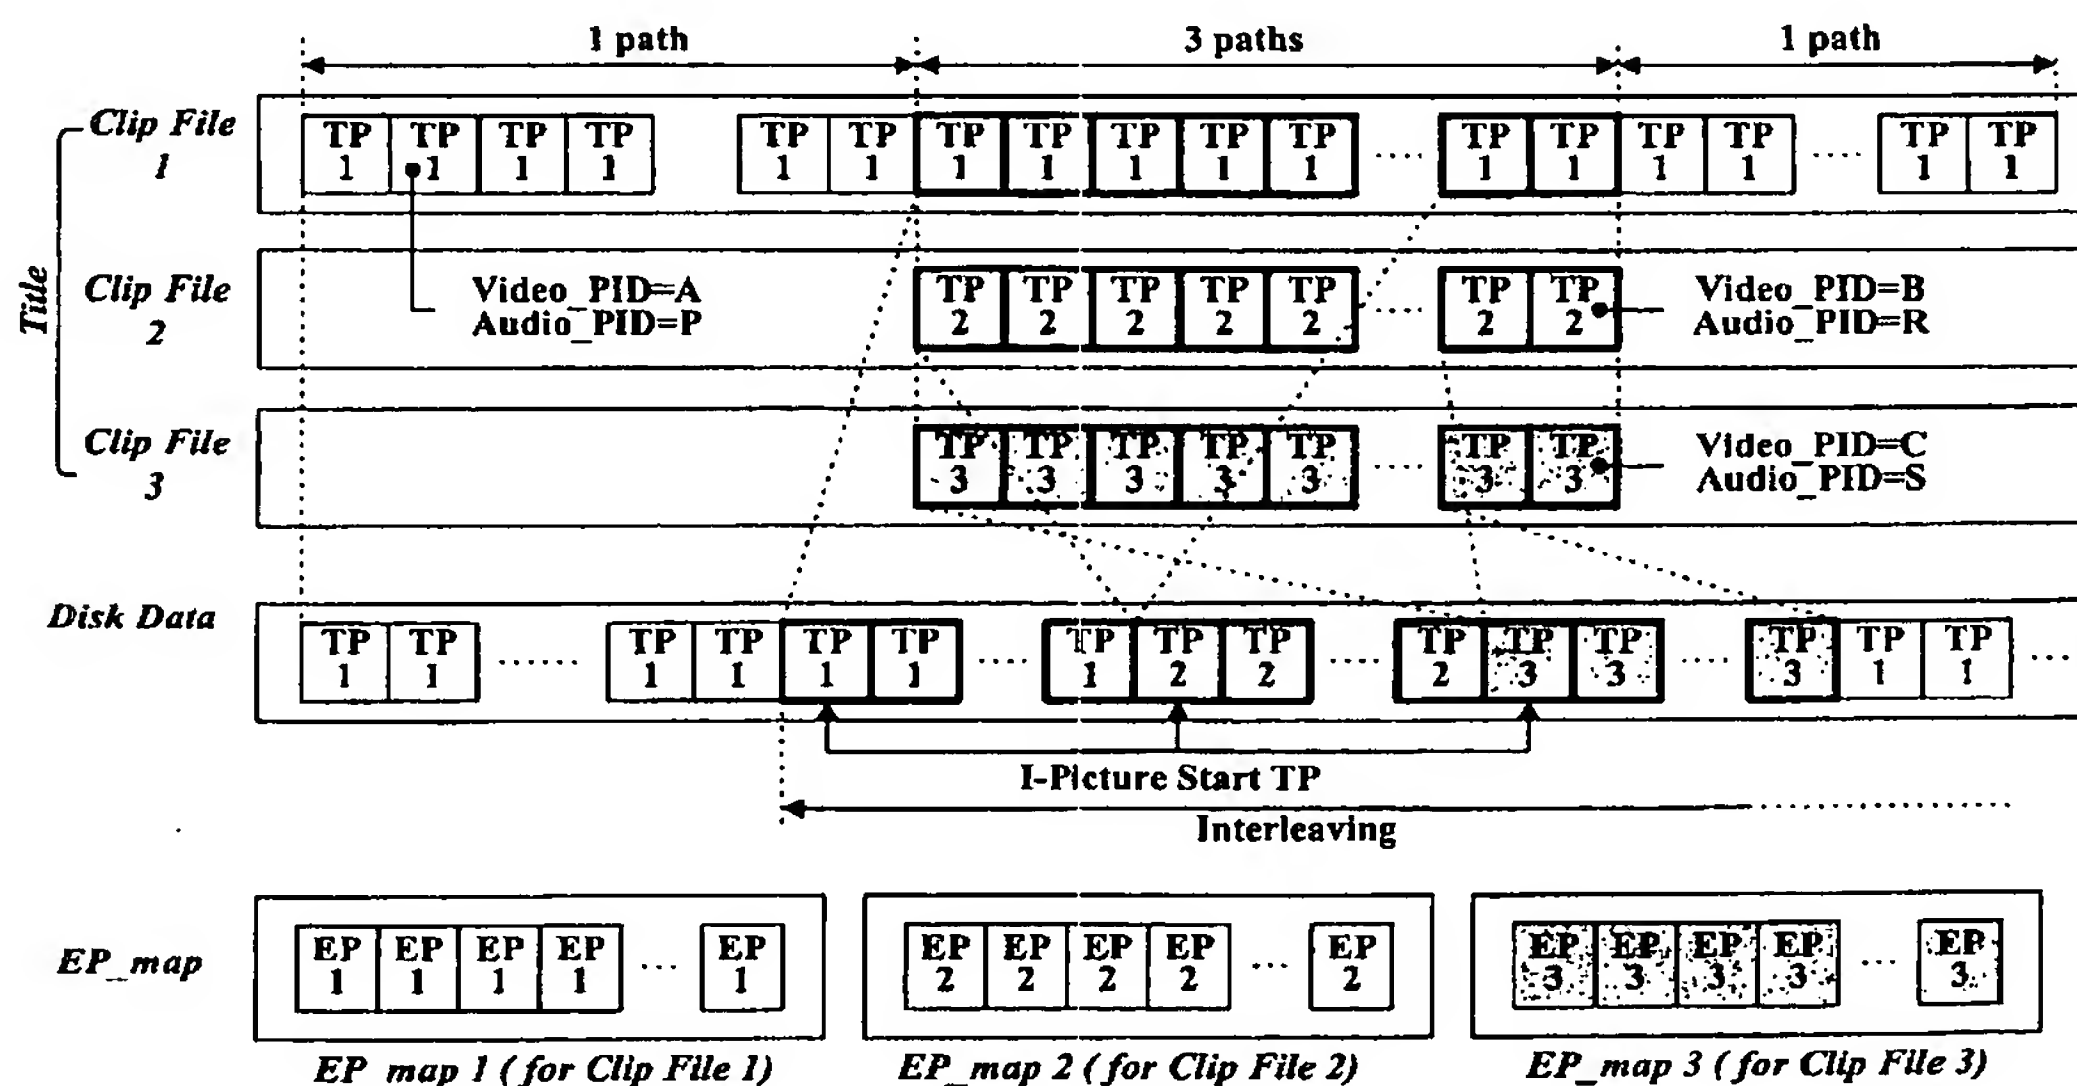 1 path 3 paths 1 path
Clip File
1
TP TP TP TP TP TP TP TP TP TP TP ····· TP TP TP TP ····· TP TP
1 1 1 1 1 1 1 1 1 1 1 1 1 1 1 1 1
Title
Clip File
2
Video_PID=A
Audio_PID=P
TP TP TP TP TP ····· TP TP
2 2 2 2 2 2 2
Video_PID=B
Audio_PID=R
Clip File
3
TP TP TP TP TP ····· TP TP
3 3 3 3 3 3 3
Video_PID=C
Audio_PID=S
Disk Data
TP TP ······ TP TP TP TP ····· TP TP TP ····· TP TP TP ····· TP TP TP ····
1 1 1 1 1 1 1 2 2 2 3 3 3 1 1
I-Picture Start TP
Interleaving
EP_map
EP EP EP EP ··· EP
1 1 1 1 1
EP EP EP EP ··· EP
2 2 2 2 2
EP EP EP EP ··· EP
3 3 3 3 3
EP map 1 (for Clip File 1)
EP_map 2 (for Clip File 2)
EP_map 3 (for Clip File 3)